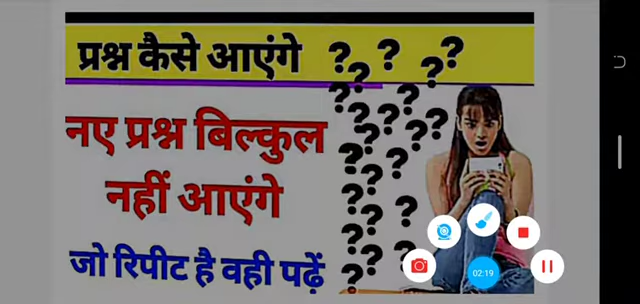 प्रश्न कैसे आएंगे ? ? ? ? ?
नए प्रश्न बिल्कुल
नहीं आएंगे
जो रिपीट है वही पढ़ें
02:19